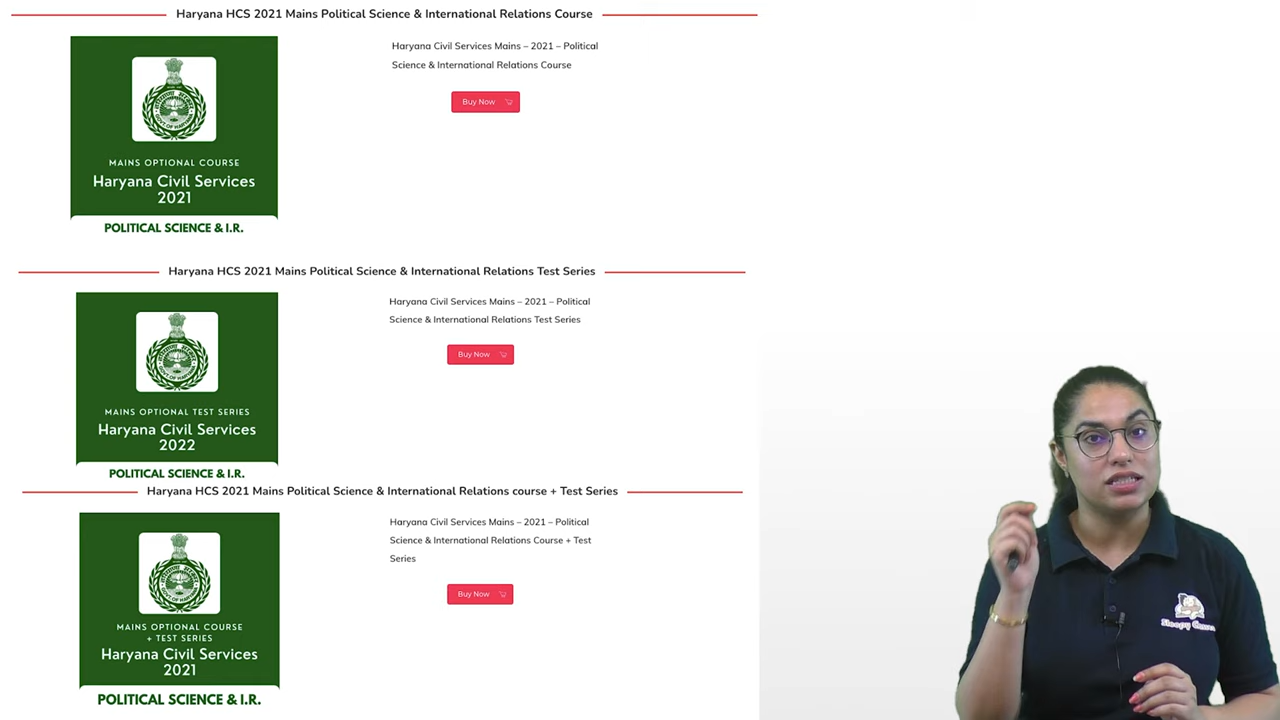 Haryana HCS 2021 Mains Political Science & International Relations Course
MAINS OPTIONAL COURSE
Haryana Civil Services
2021
POLITICAL SCIENCE & I.R.
Haryana Civil Services Mains – 2021 – Political
Science & International Relations Course
Buy Now
Haryana HCS 2021 Mains Political Science & International Relations Test Series
MAINS OPTIONAL TEST SERIES
Haryana Civil Services
2022
POLITICAL SCIENCE & I.R.
Haryana Civil Services Mains – 2021 – Political
Science & International Relations Test Series
Buy Now
Haryana HCS 2021 Mains Political Science & International Relations course + Test Series
MAINS OPTIONAL COURSE
+ TEST SERIES
Haryana Civil Services
2021
POLITICAL SCIENCE & I.R.
Haryana Civil Services Mains – 2021 – Political
Science & International Relations Course + Test
Series
Buy Now
Sleepy